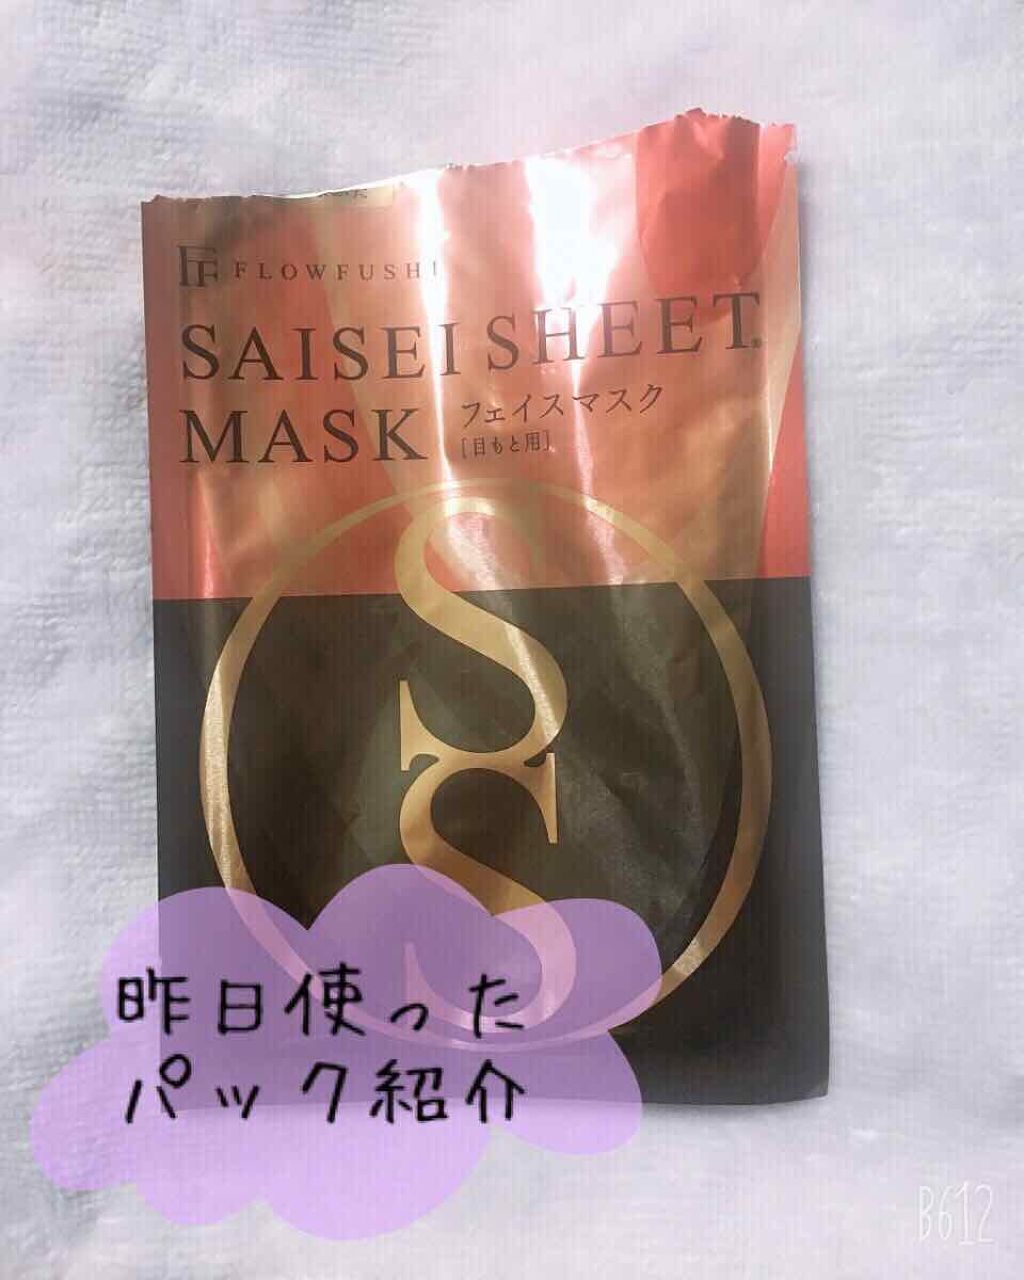 FLOWFUSHI
SAISEI SHEET.
MASK フェイスマスク
[目もと用]
昨日使った
パック紹介
B612